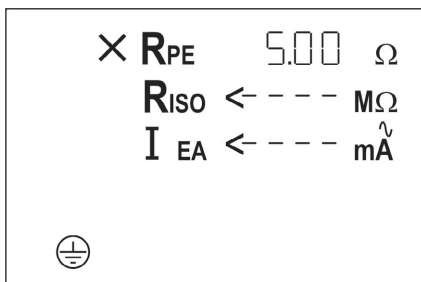 × RPE 5.00 Ω
RISO <---- MΩ
I EA <---- mA